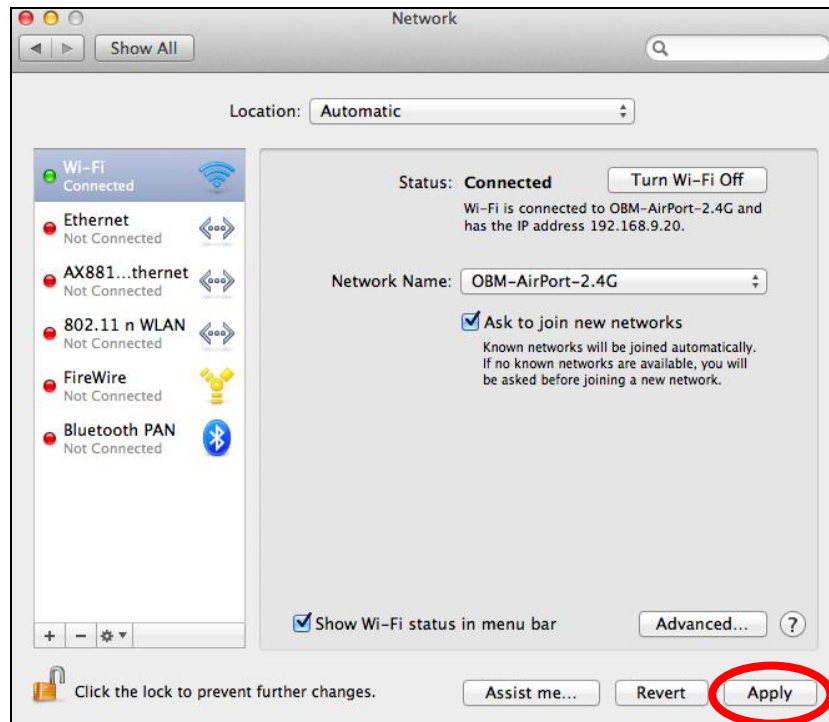 Network
Show All
Location: Automatic
Wi-Fi
Connected
Ethernet
Not Connected
AX881...thernet
Not Connected
802.11 n WLAN
Not Connected
FireWire
Not Connected
Bluetooth PAN
Not Connected
Status: Connected
Turn Wi-Fi Off
Wi-Fi is connected to OBM-AirPort-2.4G and
has the IP address 192.168.9.20.
Network Name: OBM-AirPort-2.4G
Ask to join new networks
Known networks will be joined automatically.
If no known networks are available, you will
be asked before joining a new network.
Show Wi-Fi status in menu bar
Advanced...
?
+ −
Click the lock to prevent further changes.
Assist me...
Revert
Apply